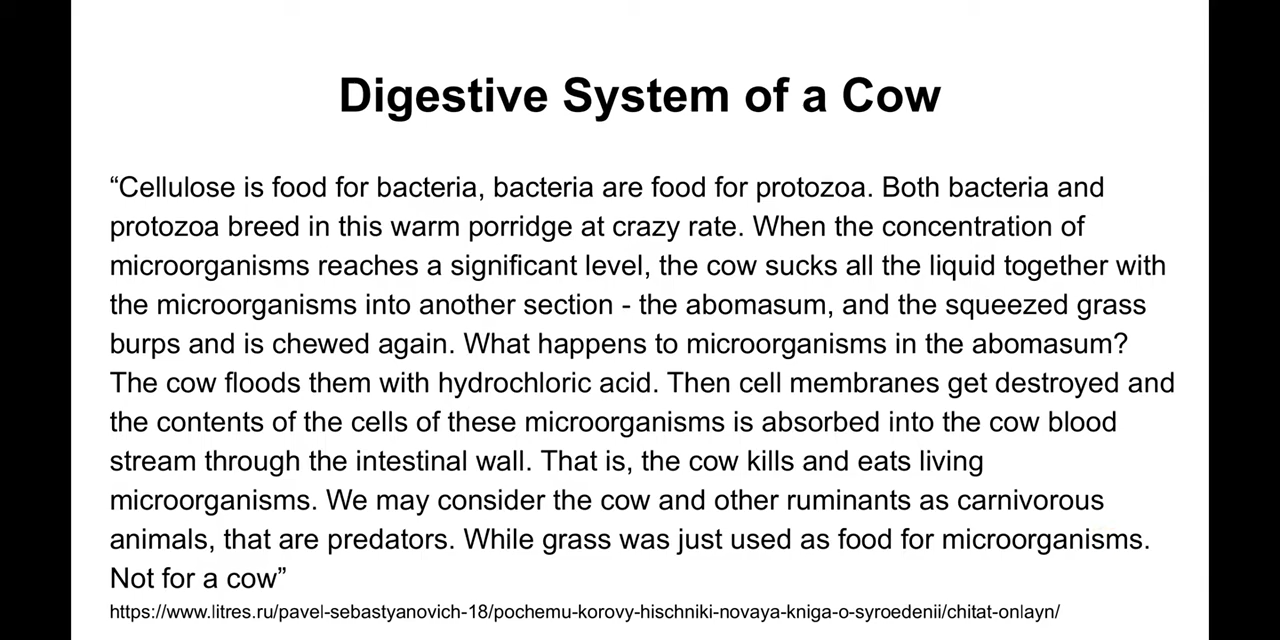 Digestive System of a Cow
“Cellulose is food for bacteria, bacteria are food for protozoa. Both bacteria and
protozoa breed in this warm porridge at crazy rate. When the concentration of
microorganisms reaches a significant level, the cow sucks all the liquid together with
the microorganisms into another section - the abomasum, and the squeezed grass
burps and is chewed again. What happens to microorganisms in the abomasum?
The cow floods them with hydrochloric acid. Then cell membranes get destroyed and
the contents of the cells of these microorganisms is absorbed into the cow blood
stream through the intestinal wall. That is, the cow kills and eats living
microorganisms. We may consider the cow and other ruminants as carnivorous
animals, that are predators. While grass was just used as food for microorganisms.
Not for a cow”
https://www.litres.ru/pavel-sebastyanovich-18/pochemu-korovy-hischniki-novaya-kniga-o-syroedenii/chitat-onlayn/